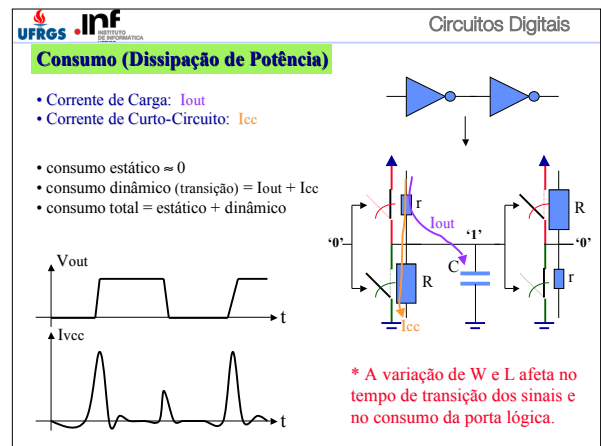 UFRGS
INF
INSTITUTO
DE INFORMÁTICA
UFRGS
Circuitos Digitais
Consumo (Dissipação de Potência)
• Corrente de Carga: Iout
• Corrente de Curto-Circuito: Icc
• consumo estático ≈ 0
• consumo dinâmico (transição) = Iout + Icc
• consumo total = estático + dinâmico
r
R
Iout
‘0’
‘1’
‘0’
C
R
r
Icc
Vout
t
Ivcc
t
* A variação de W e L afeta no
tempo de transição dos sinais e
no consumo da porta lógica.